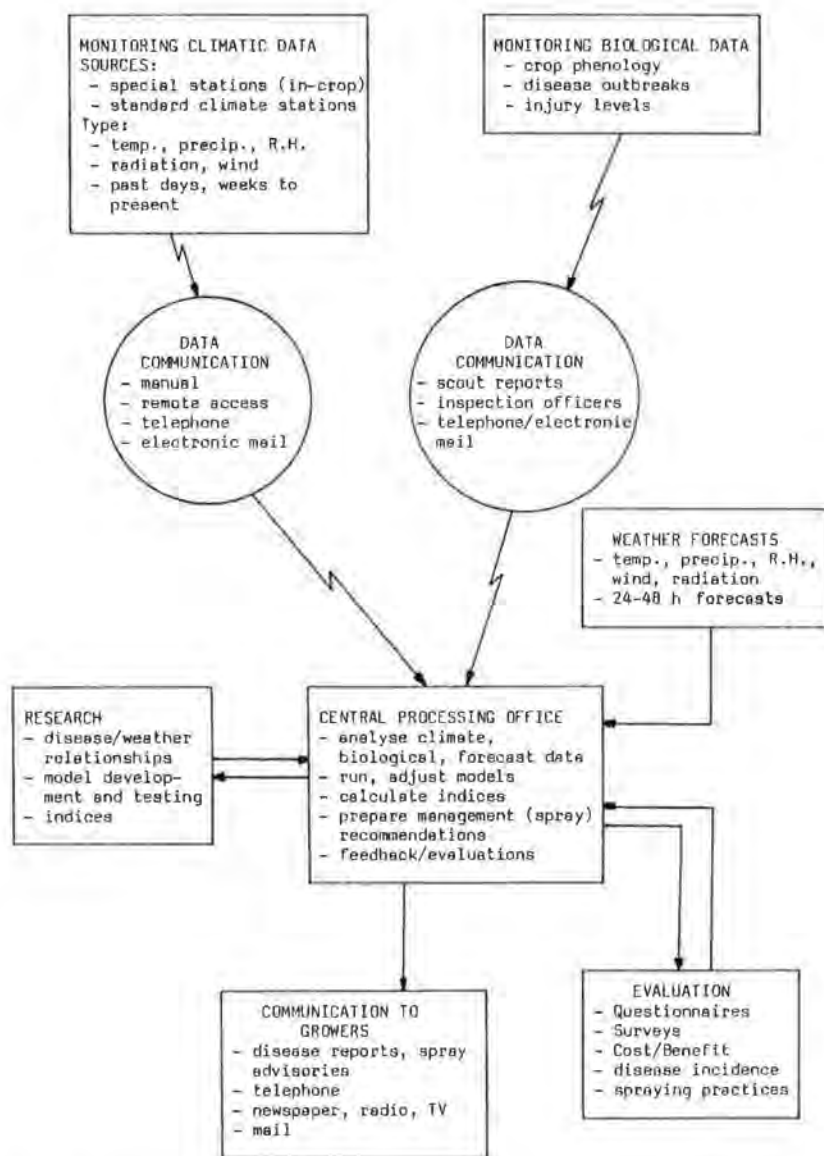 MONITORING CLIMATIC DATA
SOURCES:
- special stations (in-crop)
- standard climate stations
Type:
- temp., precip., R.H.
- radiation, wind
- past days, weeks to
present
MONITORING BIOLOGICAL DATA
- crop phenology
- disease outbreaks
- injury levels
DATA
COMMUNICATION
- manual
- remote access
- telephone
- electronic mail
DATA
COMMUNICATION
- scout reports
- inspection officers
- telephone/electronic
mail
WEATHER FORECASTS
- temp., precip., R.H.,
wind, radiation
- 24-48 h forecasts
RESEARCH
- disease/weather
relationships
- model develop-
ment and testing
- indices
CENTRAL PROCESSING OFFICE
- analyse climate,
biological, forecast data
- run, adjust models
- calculate indices
- prepare management (spray)
recommendations
- feedback/evaluations
COMMUNICATION TO
GROWERS
- disease reports, spray
advisories
- telephone
- newspaper, radio, TV
- mail
EVALUATION
- Questionnaires
- Surveys
- Cost/Benefit
- disease incidence
- spraying practices